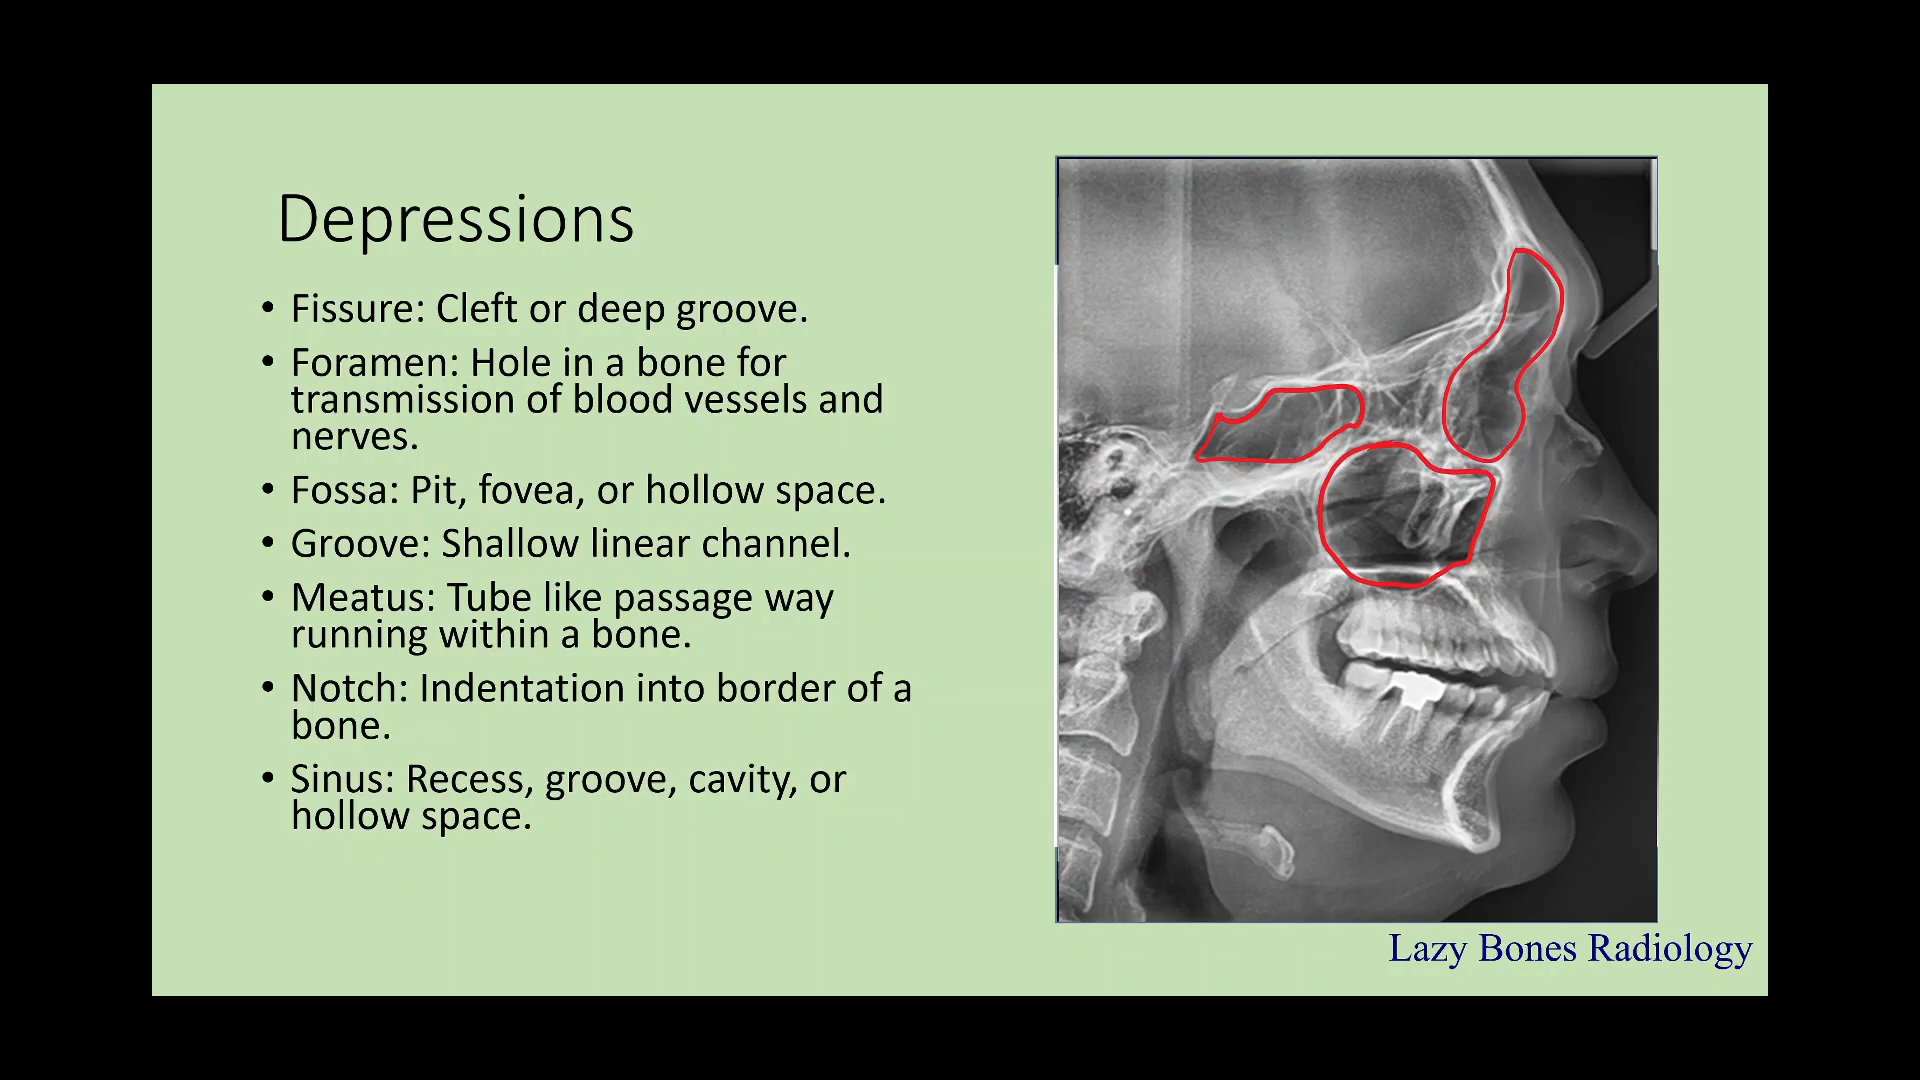 Depressions
• Fissure: Cleft or deep groove.
• Foramen: Hole in a bone for
transmission of blood vessels and
nerves.
• Fossa: Pit, fovea, or hollow space.
• Groove: Shallow linear channel.
• Meatus: Tube like passage way
running within a bone.
• Notch: Indentation into border of a
bone.
• Sinus: Recess, groove, cavity, or
hollow space.
Lazy Bones Radiology